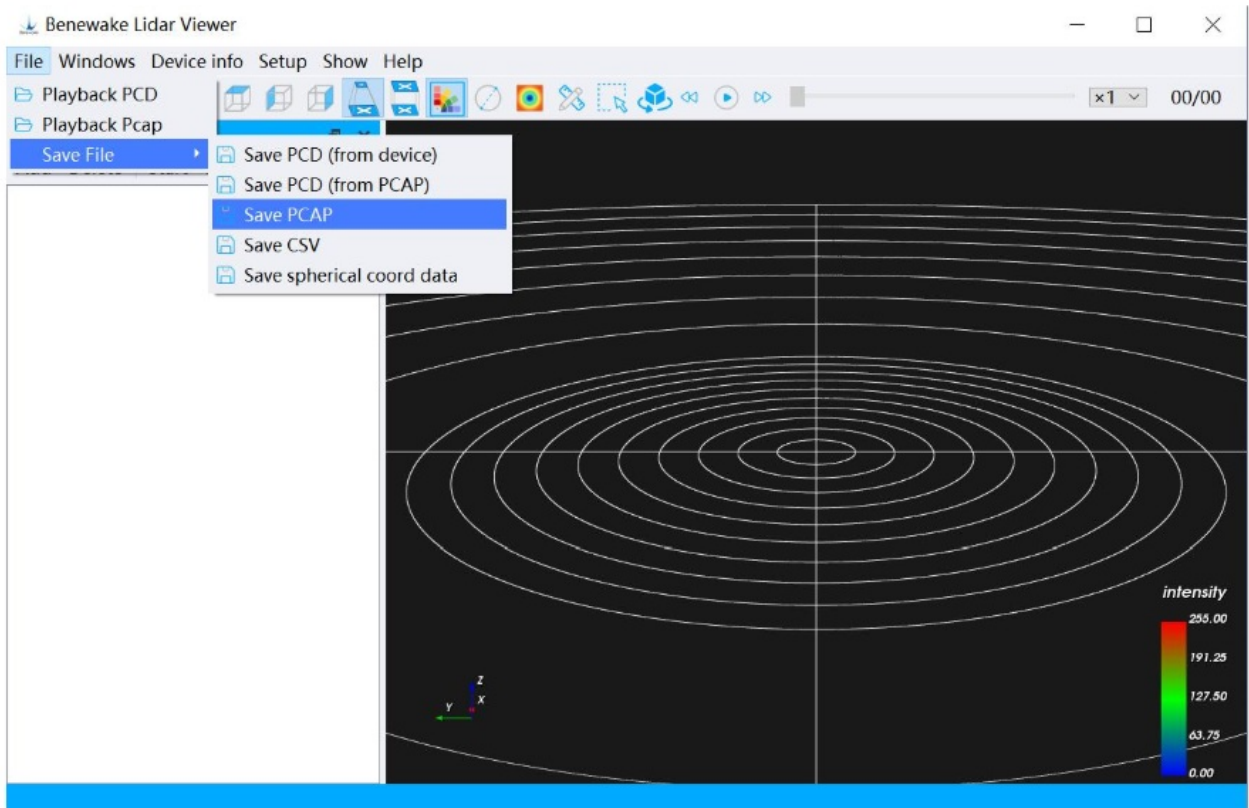 Benewake Lidar Viewer
File Windows Device info Setup Show Help
Playback PCD
x1 00/00
Playback Pcap
Save File
Save PCD (from device)
Save PCD (from PCAP)
Save PCAP
Save CSV
Save spherical coord data
intensity
255.00
191.25
127.50
63.75
0.00
Z
Y X